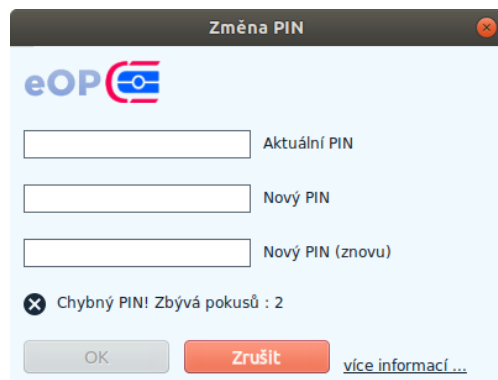 Změna PIN
eOP
Aktuální PIN
Nový PIN
Nový PIN (znovu)
Chybný PIN! Zbývá pokusů : 2
OK
Zrušit
více informací ...